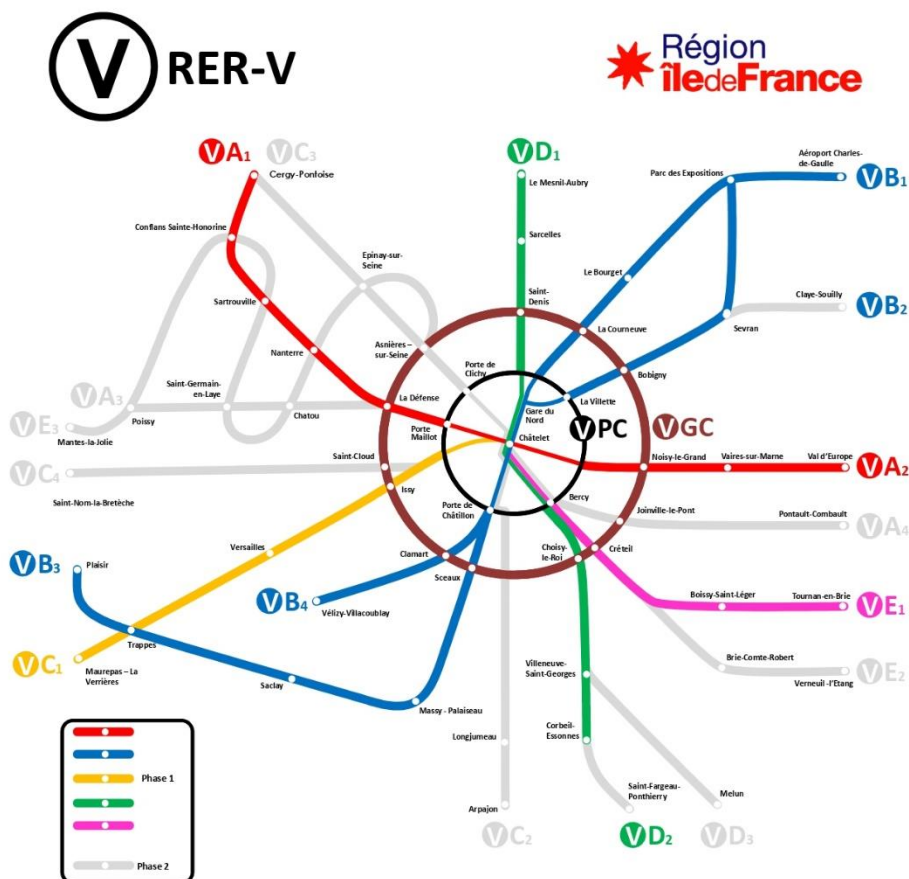 V RER-V
Région
îledeFrance
VA1
VC3
VD1
Cergy-Pontoise
Le Mesnil-Aubry
Parc des Expositions
Aéroport Charles-
de-Gaulle
VB1
Conflans Sainte-Honorine
Sarcelles
Epinay-sur-
Seine
Le Bourget
Sartrouville
Saint-
Denis
Claye-Souilly
VB2
Sevran
La Courneuve
Nanterre
Asnières –
sur-Seine
Porte de
Clichy
Bobigny
Saint-Germain-
en-Laye
VA3
La Défense
La Villette
VE3
Poissy
Chatou
Gare du
Nord
Mantes-la-Jolie
Porte
Maillot
Châtelet
VPC
VGC
Saint-Cloud
Noisy-le-Grand
Vaires-sur-Marne
Val d'Europe
VA2
VC4
Saint-Nom-la-Bretèche
Issy
Bercy
Porte de
Châtillon
Joinville-le-Pont
Pontault-Combault
VA4
Versailles
Choisy-
le-Roi
Créteil
Clamart
Sceaux
VB3
Plaisir
VB4
Vélizy-Villacoublay
Boissy-Saint-Léger
Tournan-en-Brie
VE1
Trappes
VC1
Maurepas – La
Verrières
Saclay
Massy - Palaiseau
Villeneuve-
Saint-Georges
Brie-Comte-Robert
Verneuil -l'Etang
VE2
Longjumeau
Corbeil-
Essonnes
Phase 1
Saint-Fargeau-
Ponthierry
Melun
Arpajon
VC2
VD2
VD3
Phase 2